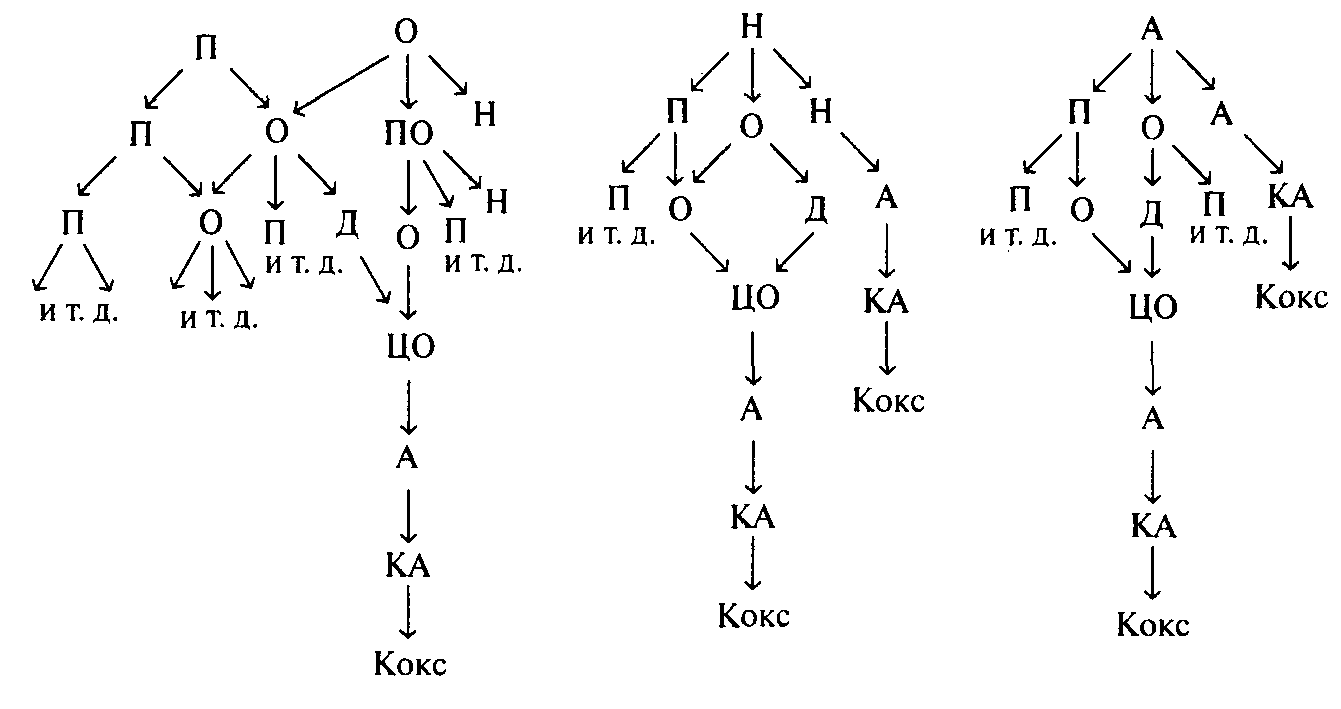 П О Н А
П О ПО Н П О Н П О А
П О П Д О П Н П О Д А П О Д П КА
и т. д. и т. д. и т. д. и т. д. и т. д. и т. д.
и т. д. и т. д. ЦО КА ЦО Кокс
ЦО
А Кокс А
А
КА КА
КА
Кокс Кокс
Кокс